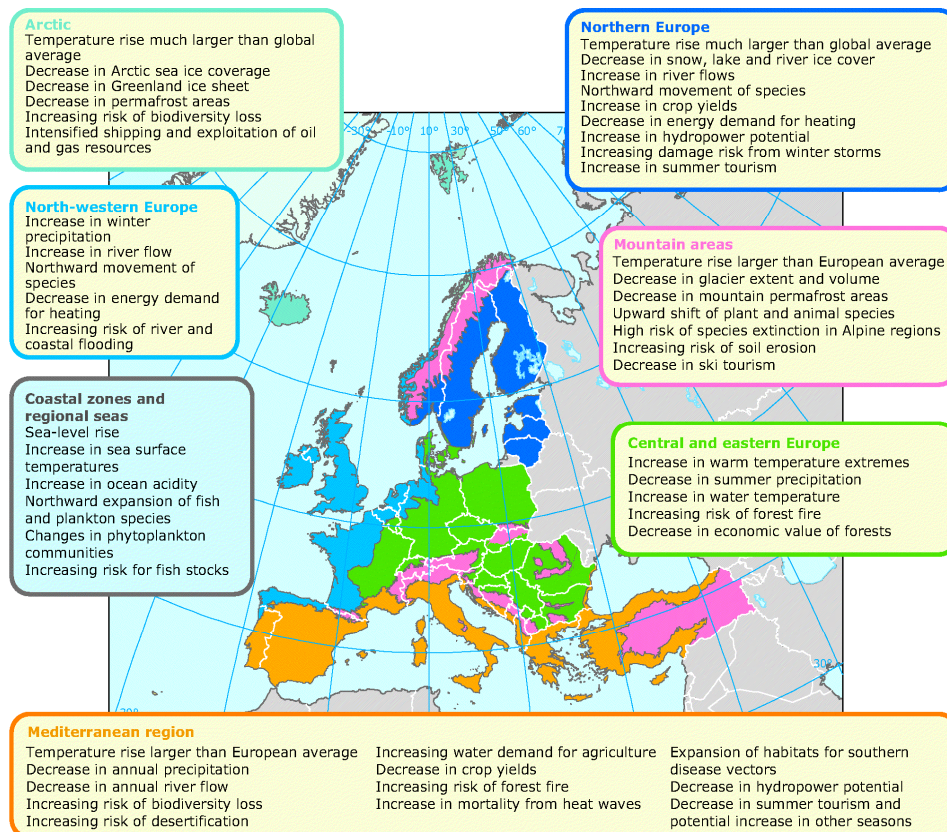 Arctic
Temperature rise much larger than global
average
Decrease in Arctic sea ice coverage
Decrease in Greenland ice sheet
Decrease in permafrost areas
Increasing risk of biodiversity loss
Intensified shipping and exploitation of oil
and gas resources
Northern Europe
Temperature rise much larger than global average
Decrease in snow, lake and river ice cover
Increase in river flows
Northward movement of species
Increase in crop yields
Decrease in energy demand for heating
Increase in hydropower potential
Increasing damage risk from winter storms
Increase in summer tourism
-30° -10° 10° 30° 50°
North-western Europe
Increase in winter
precipitation
Increase in river flow
Northward movement of
species
Decrease in energy demand
for heating
Increasing risk of river and
coastal flooding
Mountain areas
Temperature rise larger than European average
Decrease in glacier extent and volume
Decrease in mountain permafrost areas
Upward shift of plant and animal species
High risk of species extinction in Alpine regions
Increasing risk of soil erosion
Decrease in ski tourism
Coastal zones and
regional seas
Sea-level rise
Increase in sea surface
temperatures
Increase in ocean acidity
Northward expansion of fish
and plankton species
Changes in phytoplankton
communities
Increasing risk for fish stocks
Central and eastern Europe
Increase in warm temperature extremes
Decrease in summer precipitation
Increase in water temperature
Increasing risk of forest fire
Decrease in economic value of forests
30°
Mediterranean region
Temperature rise larger than European average
Decrease in annual precipitation
Decrease in annual river flow
Increasing risk of biodiversity loss
Increasing risk of desertification
Increasing water demand for agriculture
Decrease in crop yields
Increasing risk of forest fire
Increase in mortality from heat waves
Expansion of habitats for southern
disease vectors
Decrease in hydropower potential
Decrease in summer tourism and
potential increase in other seasons